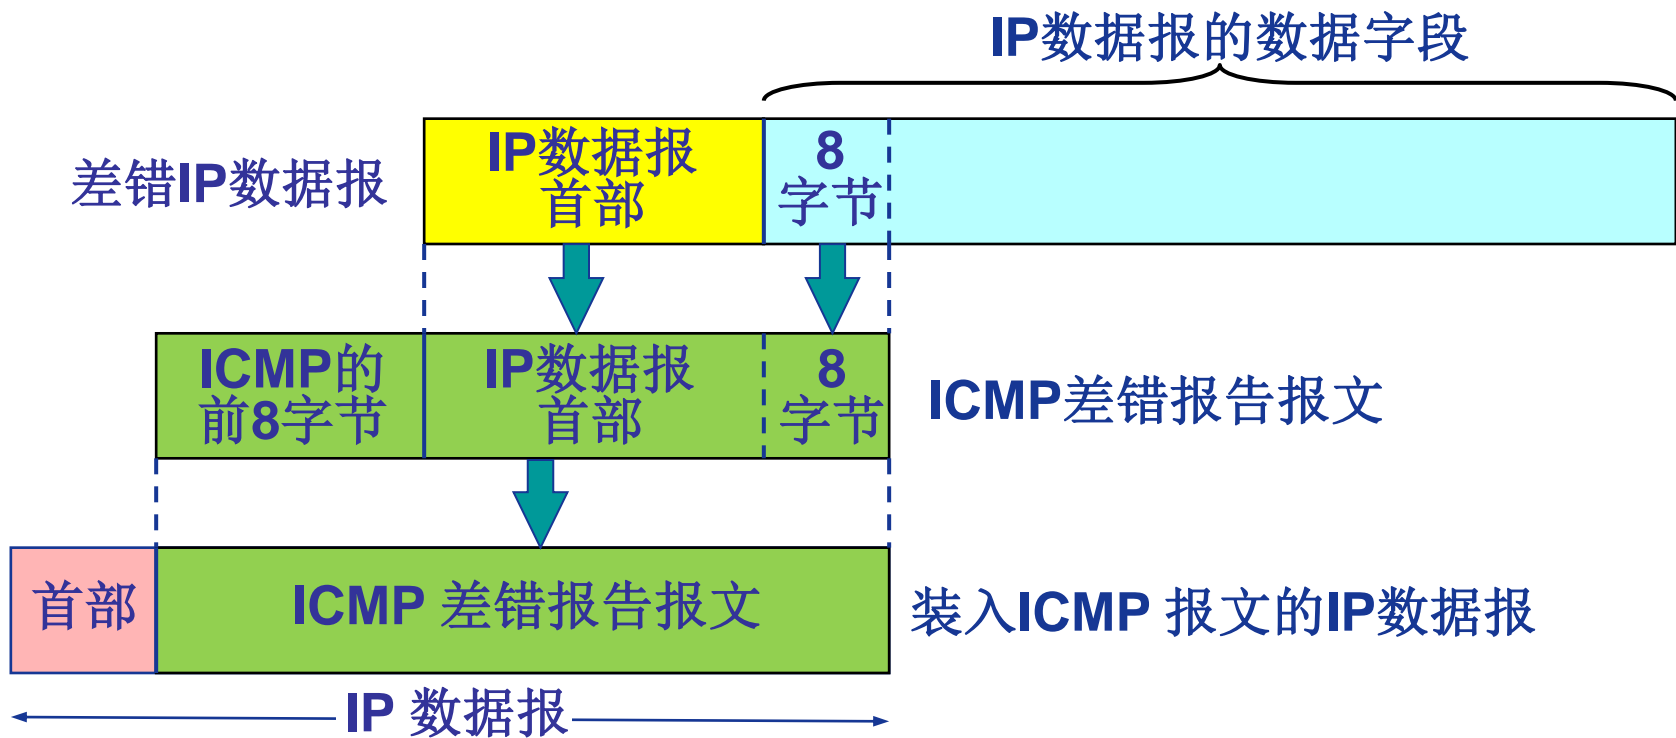 IP数据报的数据字段
差错IP数据报
IP数据报
首部
8
字节
ICMP的
前8字节
IP数据报
首部
8
字节
ICMP差错报告报文
首部
ICMP 差错报告报文
装入ICMP 报文的IP数据报
IP 数据报